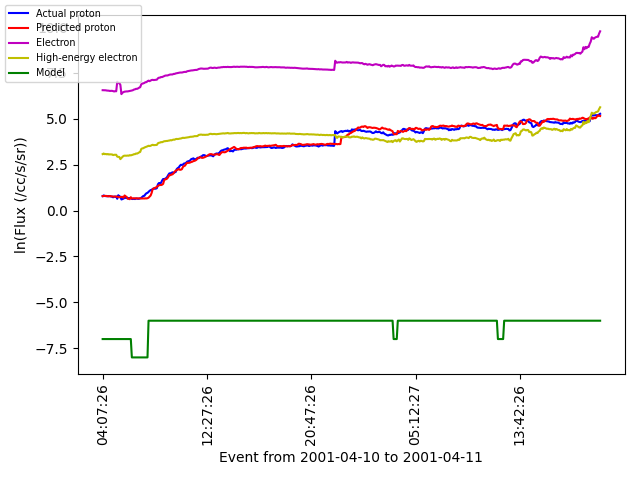 Actual proton
Predicted proton
Electron
High-energy electron
Model
5.0
2.5
0.0
−2.5
−5.0
−7.5
ln(Flux (/cc/s/sr))
04:07:26
12:27:26
20:47:26
05:12:27
13:42:26
Event from 2001-04-10 to 2001-04-11